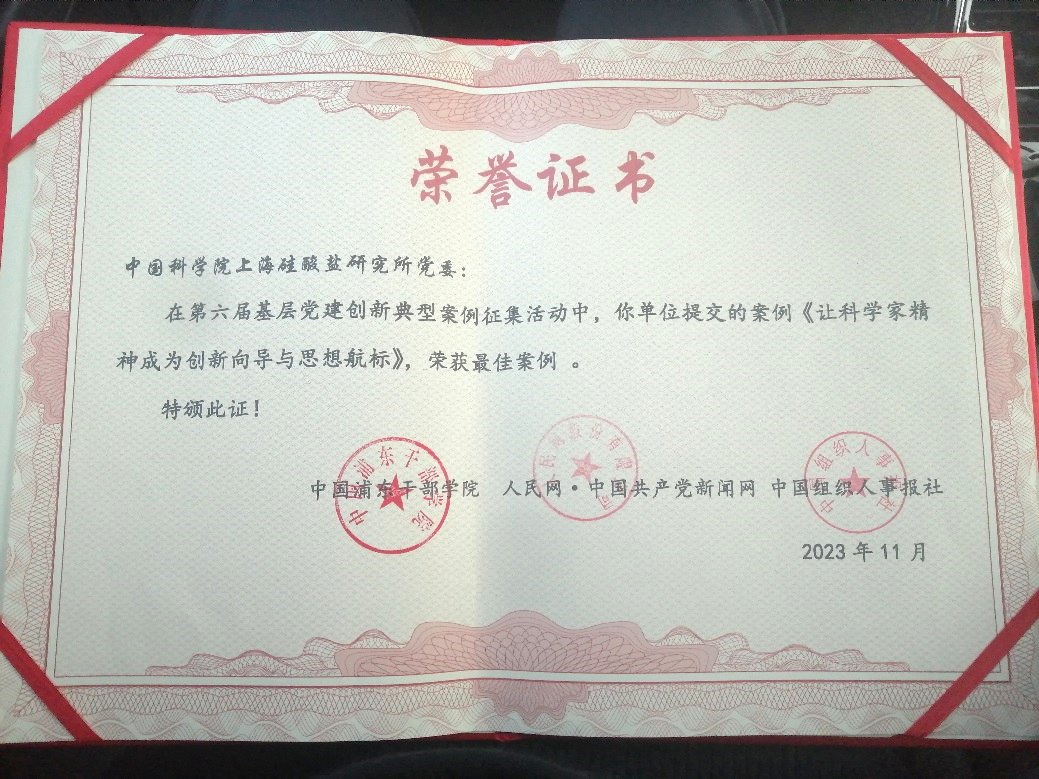 荣誉证书
中国科学院上海硅酸盐研究所党委：
在第六届基层党建创新典型案例征集活动中，你单位提交的案例《让科学家精
神成为创新向导与思想航标》，荣获最佳案例 。
特颁此证！
中国浦东干部学院 人民网·中国共产党新闻网 中国组织人事报社
2023 年 11 月